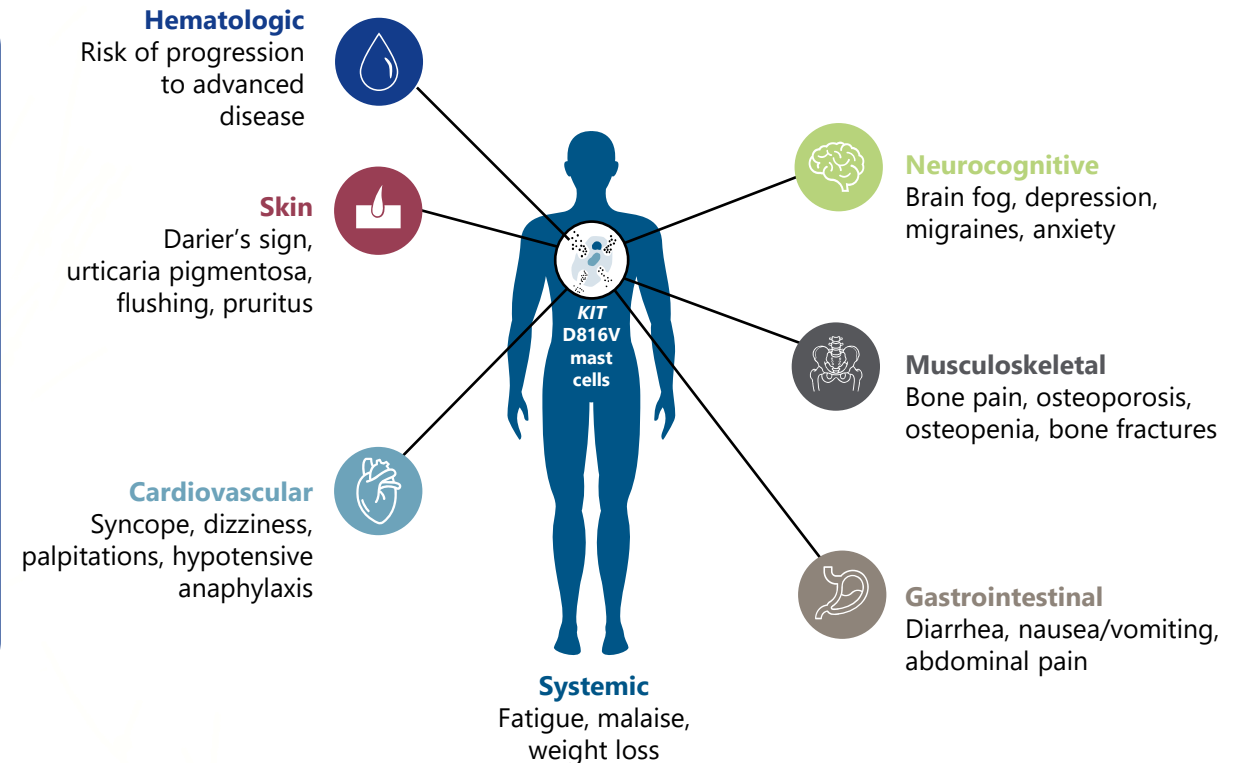 Hematologic
Risk of progression
to advanced
disease
Skin
Darier’s sign,
urticaria pigmentosa,
flushing, pruritus
Cardiovascular
Syncope, dizziness,
palpitations, hypotensive
anaphylaxis
KIT
D816V
mast
cells
Systemic
Fatigue, malaise,
weight loss
Neurocognitive
Brain fog, depression,
migraines, anxiety
Musculoskeletal
Bone pain, osteoporosis,
osteopenia, bone fractures
Gastrointestinal
Diarrhea, nausea/vomiting,
abdominal pain